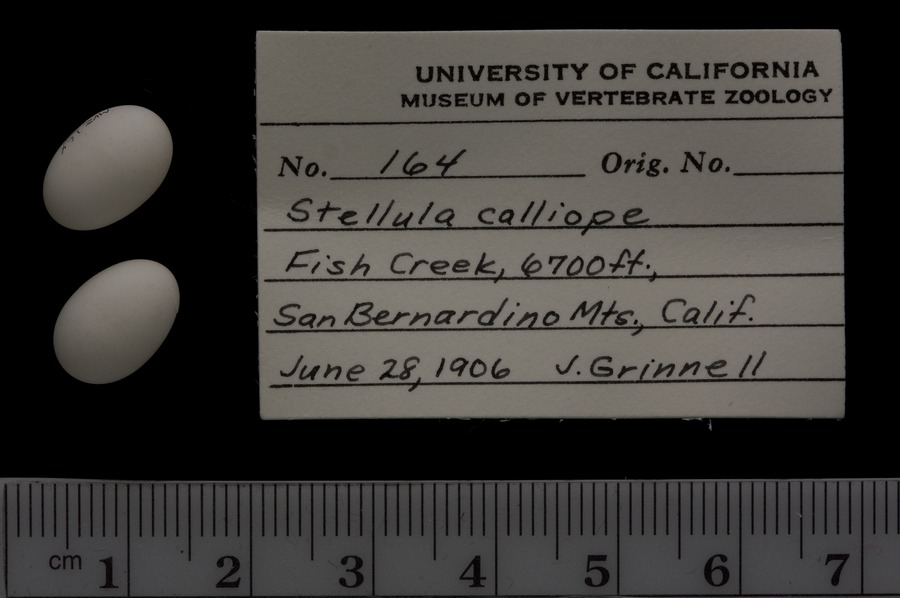 UNIVERSITY OF CALIFORNIA
MUSEUM OF VERTEBRATE ZOOLOGY
No. 164 Orig. No.
Stellula calliope
Fish Creek, 6700ft.,
San Bernardino Mts., Calif.
June 28, 1906 J. Grinnell
cm 1 2 3 4 5 6 7